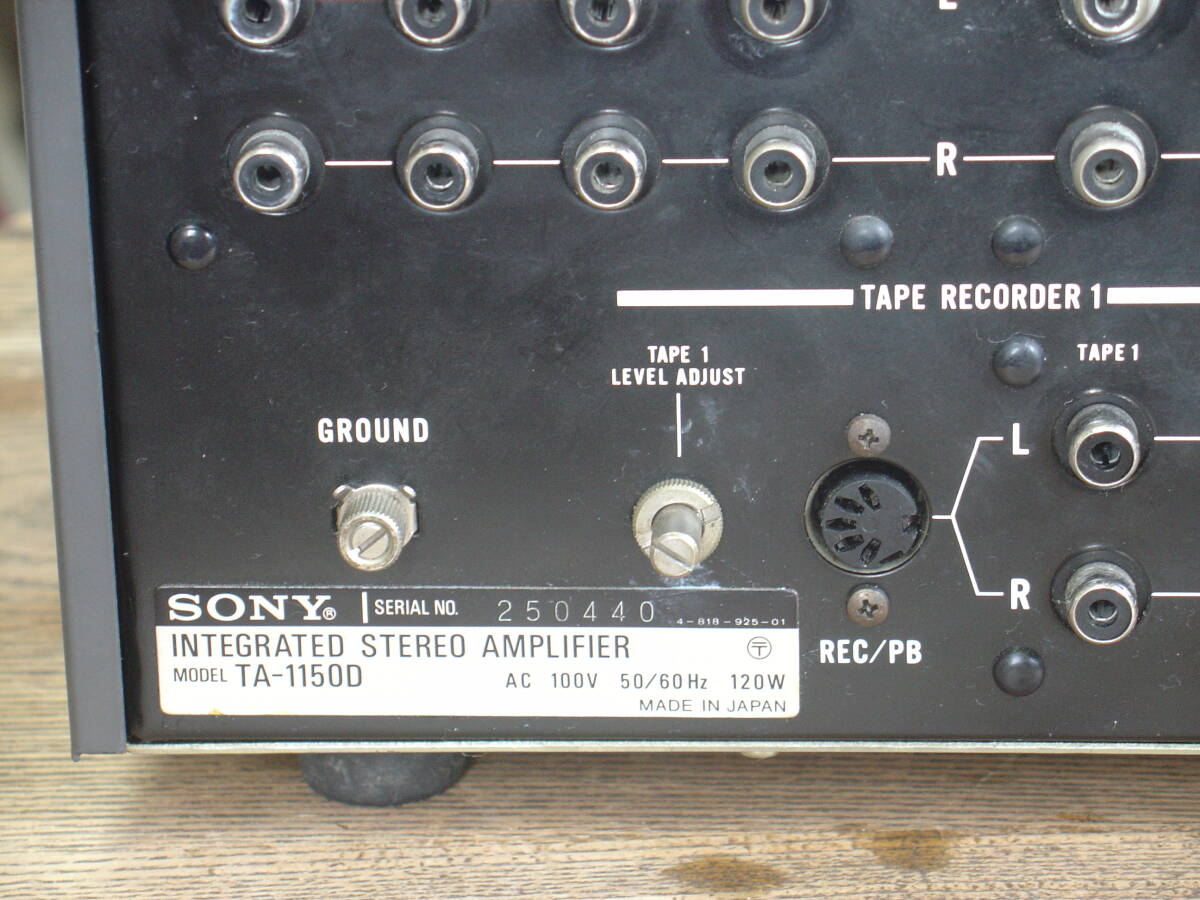 L
R
TAPE RECORDER 1
TAPE 1
LEVEL ADJUST
TAPE 1
GROUND
L
R
REC/PB
SONY® SERIAL NO. 250440 4-818-925-01
INTEGRATED STEREO AMPLIFIER 〒
MODEL TA-1150D AC 100V 50/60Hz 120W
MADE IN JAPAN